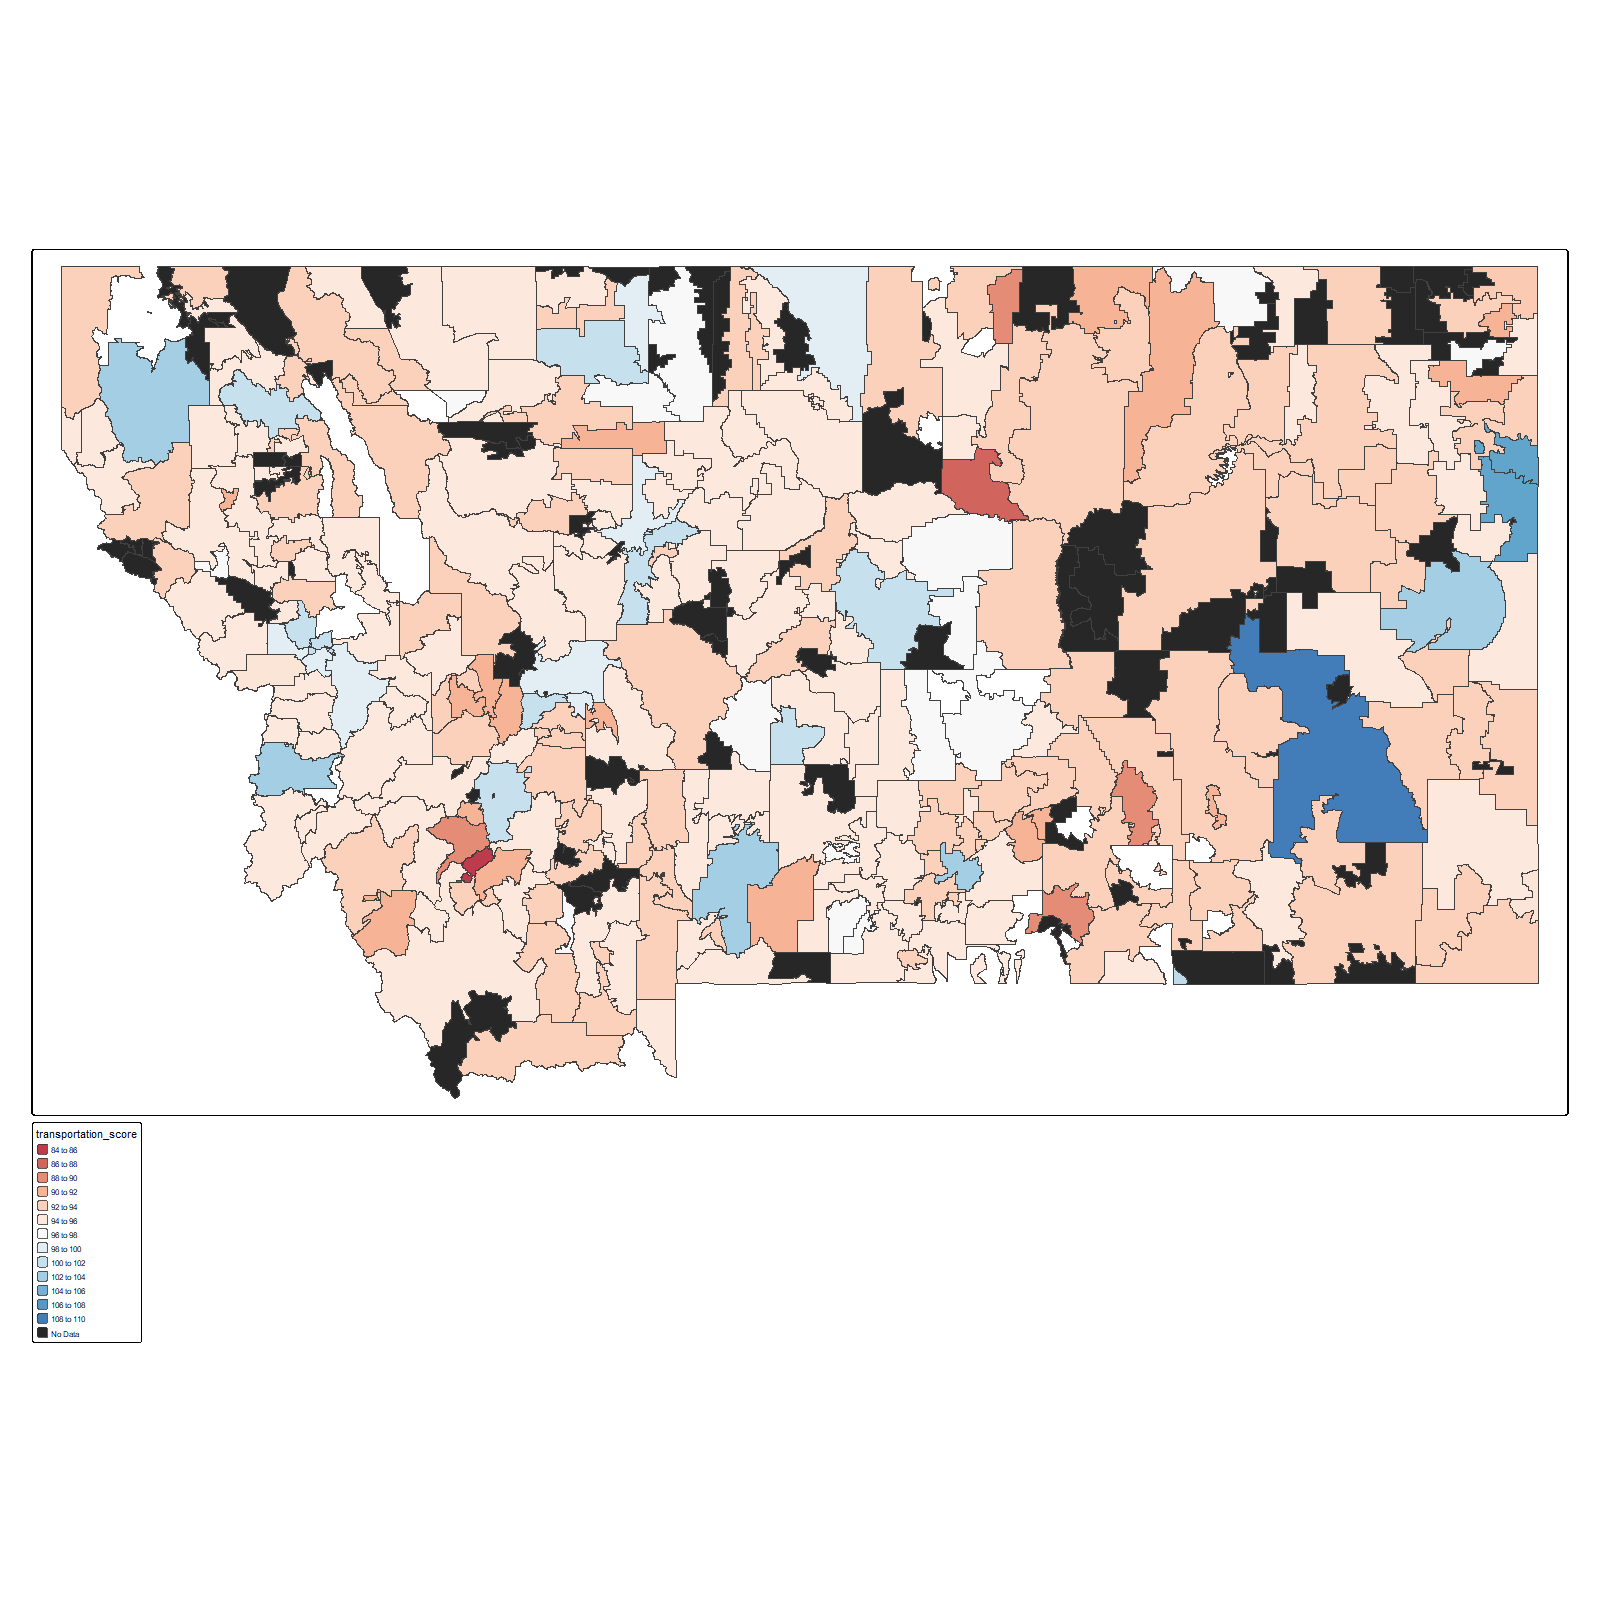 transportation_score
84 to 86
86 to 88
88 to 90
90 to 92
92 to 94
94 to 96
96 to 98
98 to 100
100 to 102
102 to 104
104 to 106
106 to 108
108 to 110
No Data